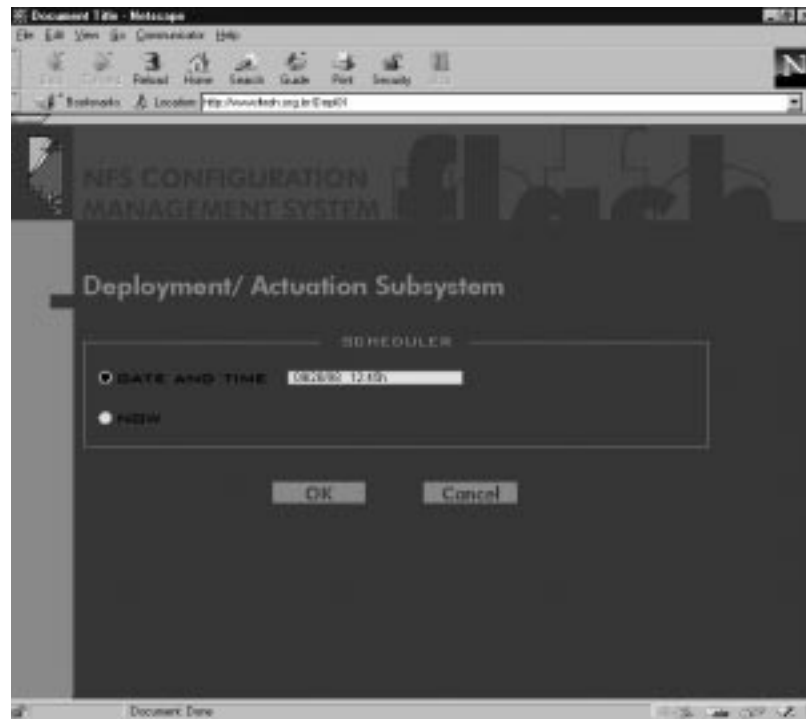 Document Title - Netscape
File Edit View Go Communicator Help
Reload Home Search Guide Print Security
Bookmarks Location:
NFS CONFIGURATION
MANAGEMENT SYSTEM
flash
Deployment/ Actuation Subsystem
SCHEDULER
DATE AND TIME
NOW
OK Cancel
Document: Done